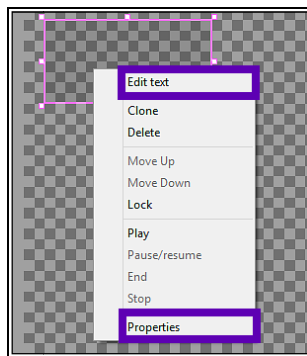 Edit text
Clone
Delete
Move Up
Move Down
Lock
Play
Pause/resume
End
Stop
Properties